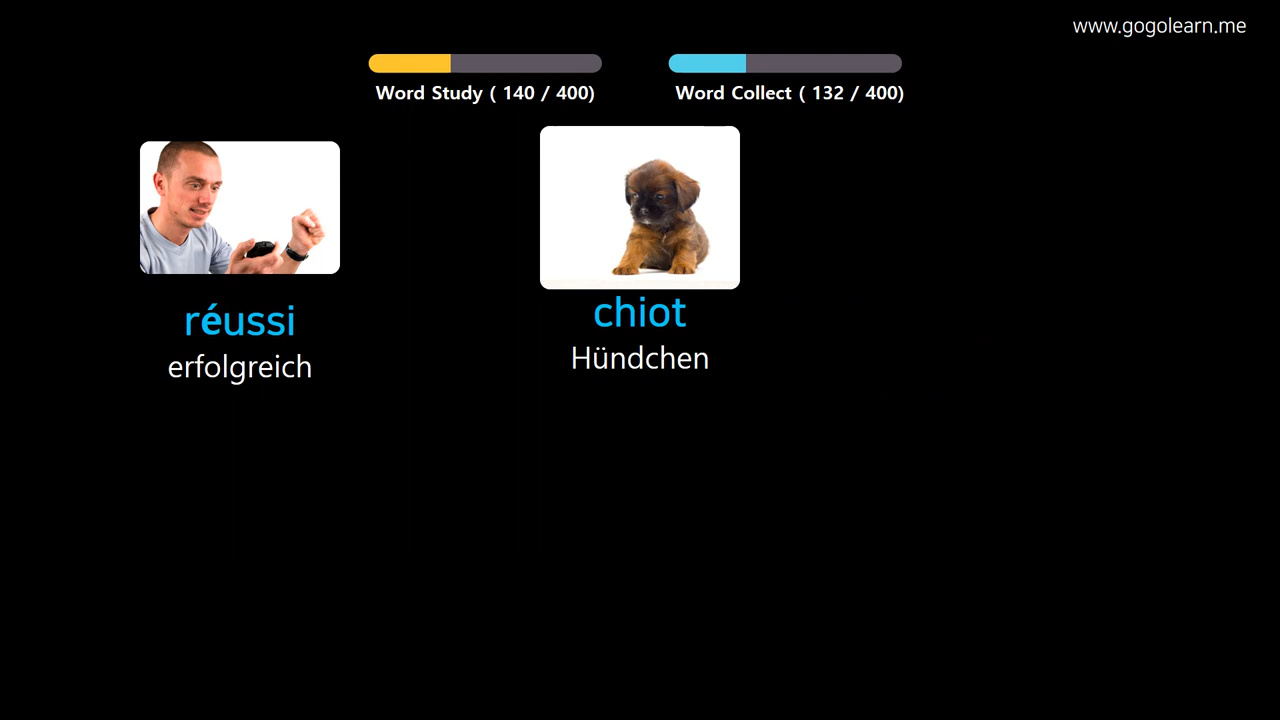 www.gogolearn.me
Word Study ( 140 / 400)
Word Collect ( 132 / 400)
réussi
erfolgreich
chiot
Hündchen